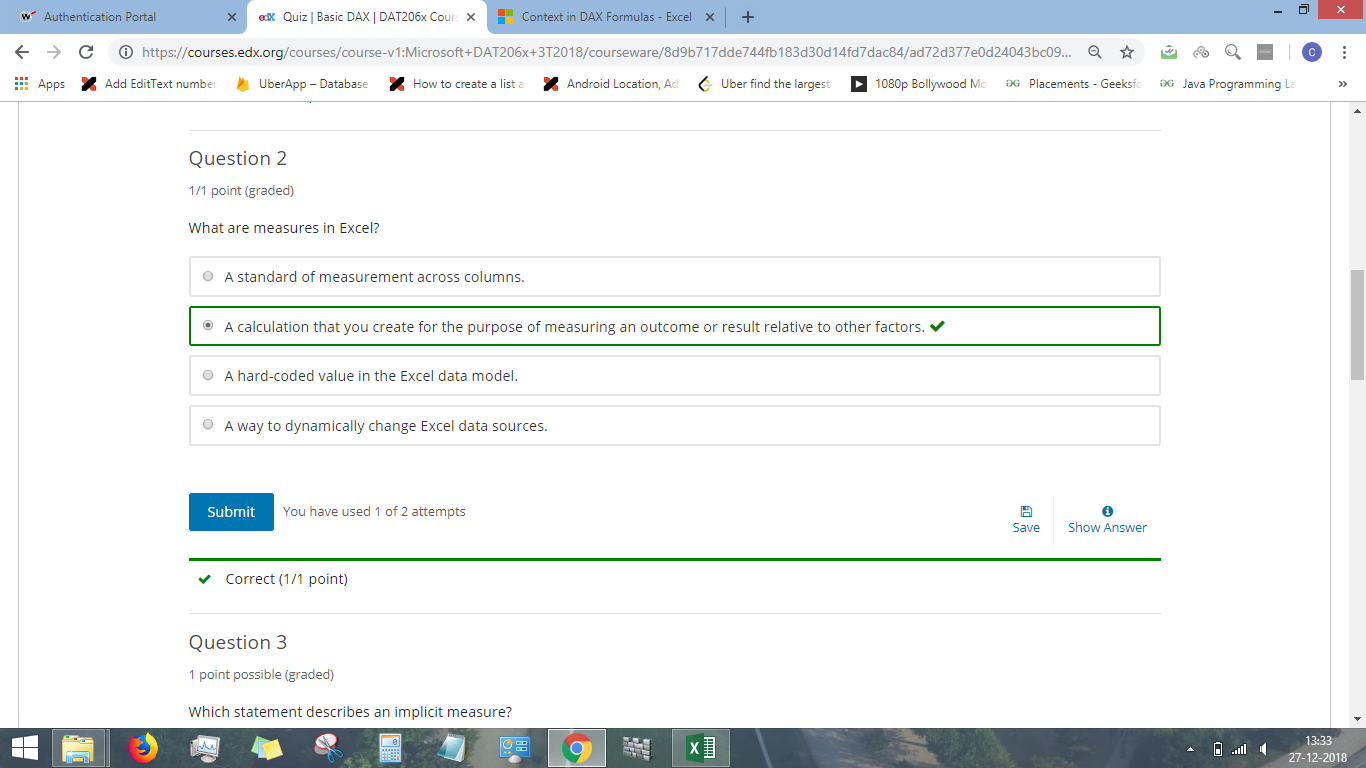 Authentication Portal
Quiz | Basic DAX | DAT206x Cour
Context in DAX Formulas - Excel
https://courses.edx.org/courses/course-v1:Microsoft+DAT206x+3T2018/courseware/8d9b717dde744fb183d30d14fd7dac84/ad72d377e0d24043bc09...
C
Apps
Add EditText number
UberApp – Database
How to create a list a
Android Location, Ad
Uber find the largest
1080p Bollywood Mo
Placements - Geeksfo
Java Programming La
»
Question 2
1/1 point (graded)
What are measures in Excel?
A standard of measurement across columns.
A calculation that you create for the purpose of measuring an outcome or result relative to other factors.
A hard-coded value in the Excel data model.
A way to dynamically change Excel data sources.
Submit
You have used 1 of 2 attempts
Save
Show Answer
Correct (1/1 point)
Question 3
1 point possible (graded)
Which statement describes an implicit measure?
13:33
27-12-2018